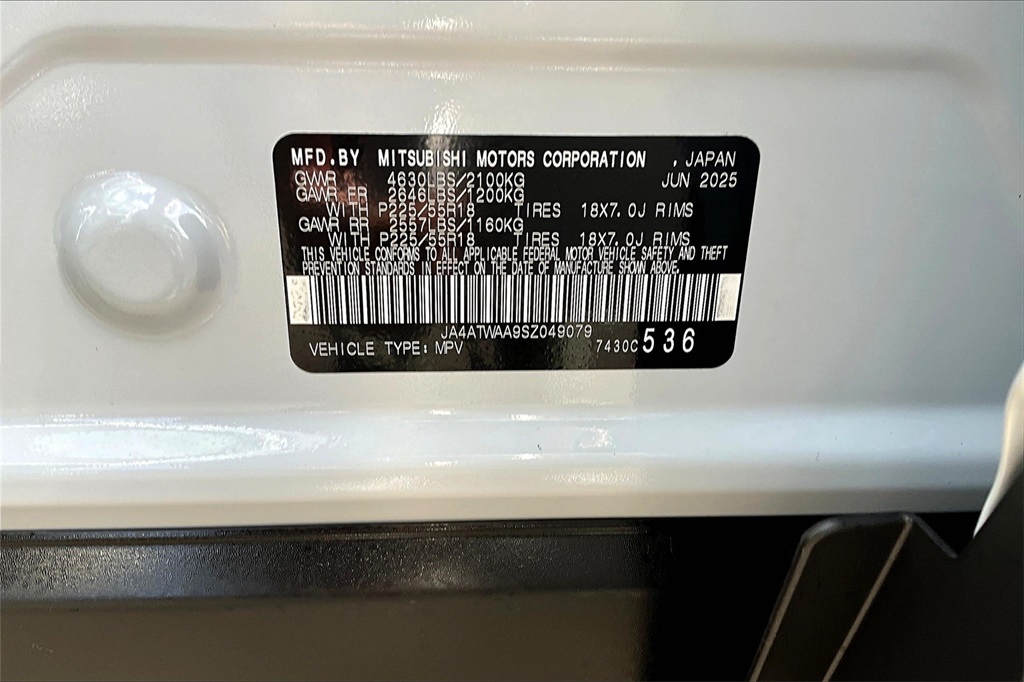 MFD.BY MITSUBISHI MOTORS CORPORATION , JAPAN
GVWR 4630LBS/2100KG JUN 2025
GAWR FR 2646LBS/1200KG
WITH P225/55R18 TIRES 18X7.0J RIMS
GAWR RR 2557LBS/1160KG
WITH P225/55R18 TIRES 18X7.0J RIMS
THIS VEHICLE CONFORMS TO ALL APPLICABLE FEDERAL MOTOR VEHICLE SAFETY AND THEFT
PREVENTION STANDARDS IN EFFECT ON THE DATE OF MANUFACTURE SHOWN ABOVE.
JA4ATWAA9SZ049079
VEHICLE TYPE: MPV 7430C 536